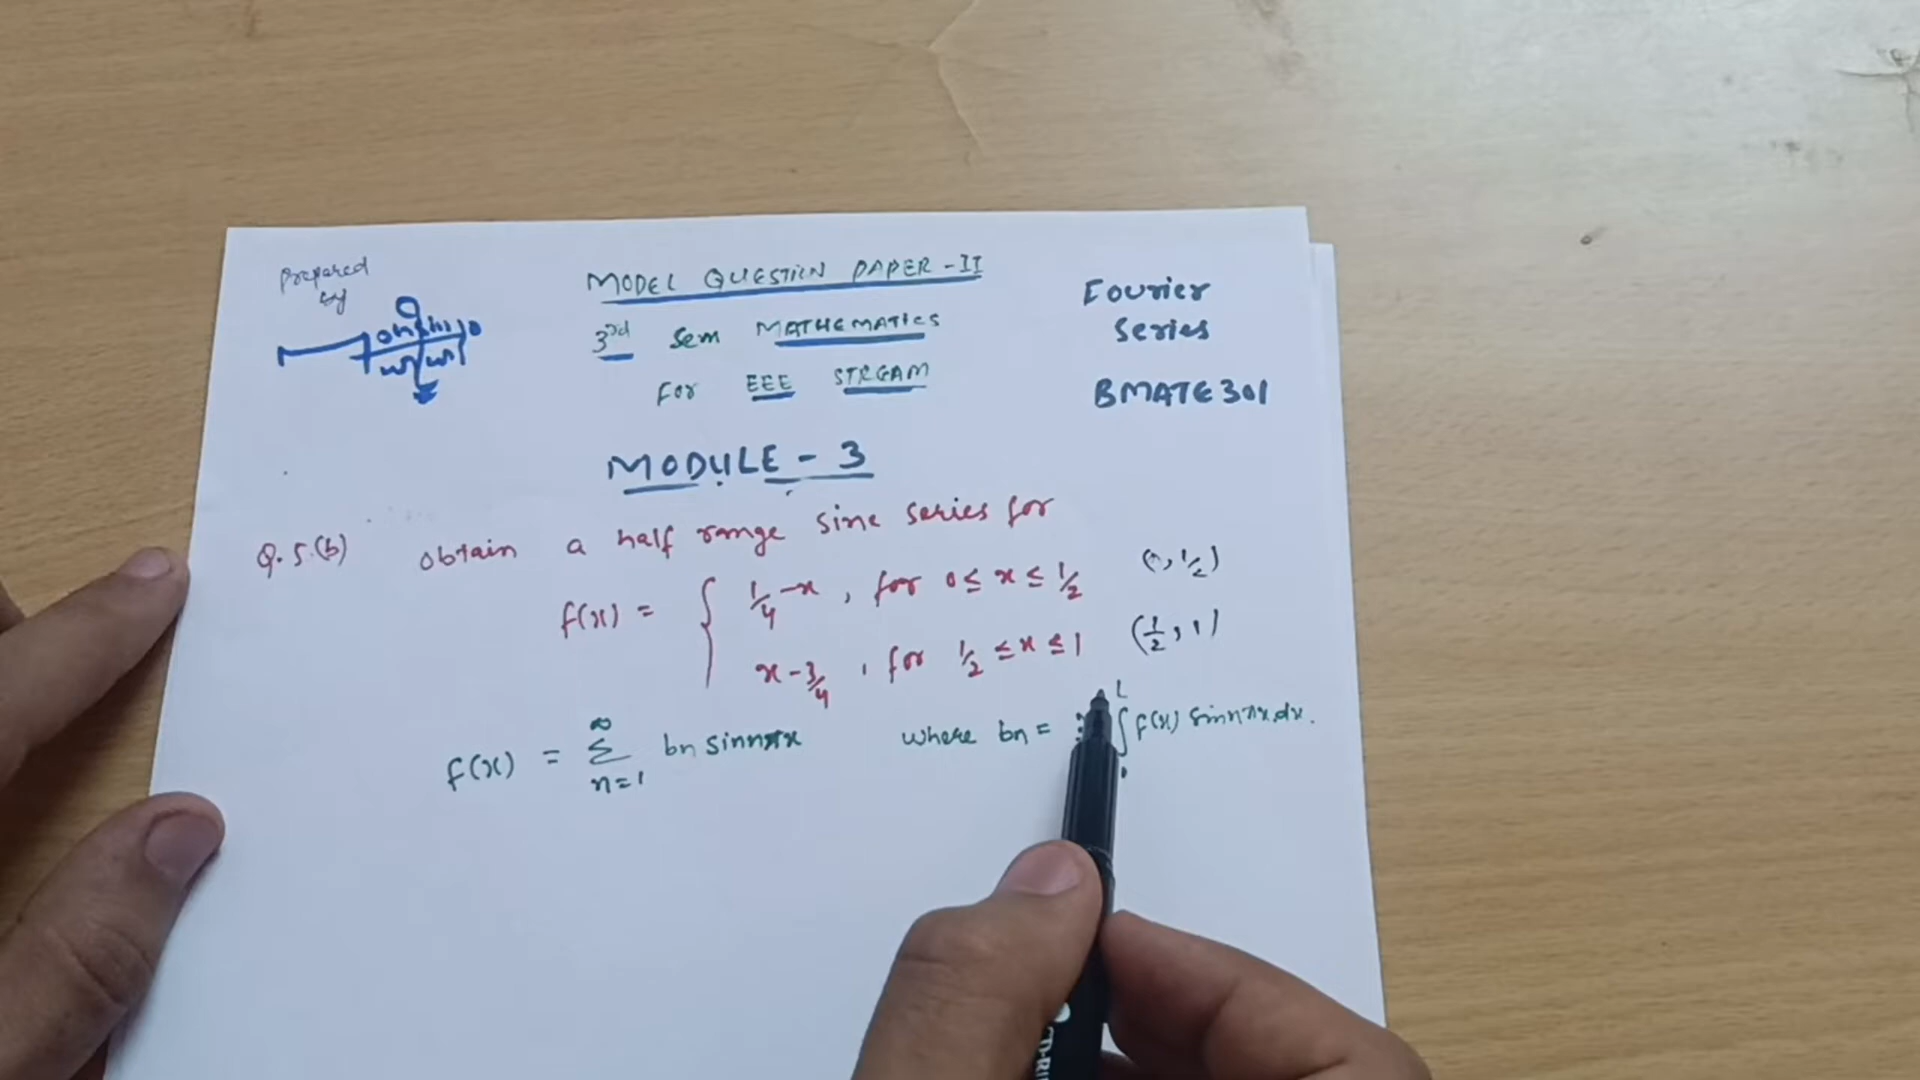 Prepared
by
MODEL QUESTION PAPER - II
3rd Sem MATHEMATICS
For EEE STREAM
Fourier
Series
BMATE301
MODULE - 3
Q.5.(b) obtain a half range sine series for
f(x) = { 1/4 - x , for 0 ≤ x ≤ 1/2 (0, 1/2)
x - 3/4 , for 1/2 ≤ x ≤ 1 (1/2, 1)
f(x) = ∞ Σ n=1 bn sin nπx where bn = ∫ f(x) sin nπx dx.